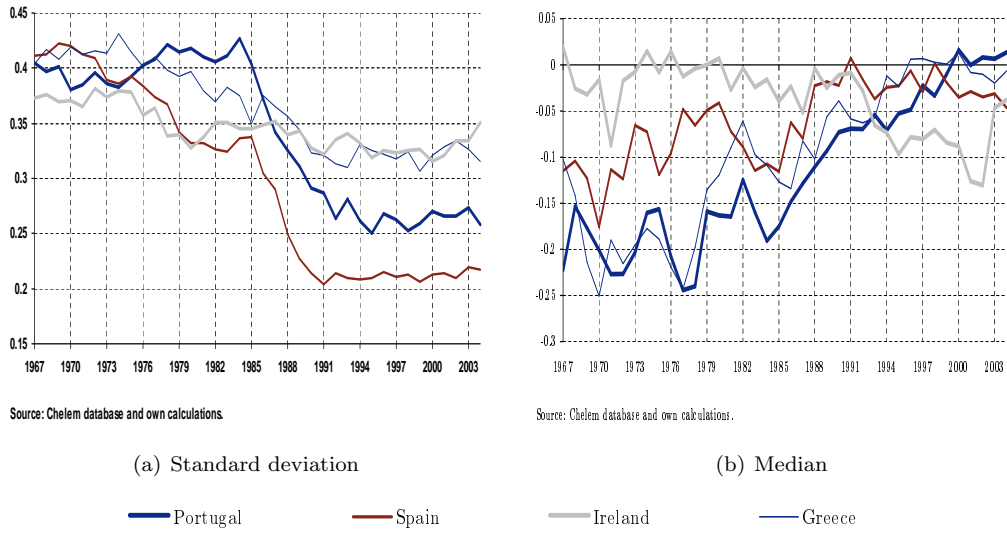 0.45
0.4
0.35
0.3
0.25
0.2
0.15
1967 1970 1973 1976 1979 1982 1985 1988 1991 1994 1997 2000 2003
Source: Chelem database and own calculations.
(a) Standard deviation
0.05
0
-0.05
-0.1
-0.15
-0.2
-0.25
-0.3
1967 1970 1973 1976 1979 1982 1985 1988 1991 1994 1997 2000 2003
Source: Chelem database and own calculations.
(b) Median
Portugal Spain Ireland Greece